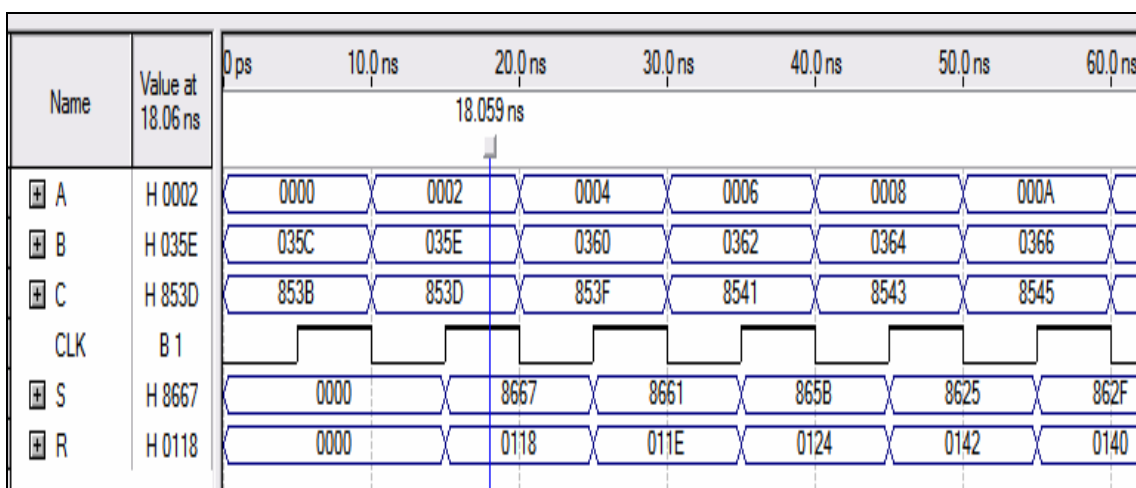 Name
Value at
18.06 ns
0 ps 10.0 ns 20.0 ns 30.0 ns 40.0 ns 50.0 ns 60.0 ns
18.059 ns
A H 0002 0000 0002 0004 0006 0008 000A
B H 035E 035C 035E 0360 0362 0364 0366
C H 853D 853B 853D 853F 8541 8543 8545
CLK B 1
S H 8667 0000 8667 8661 865B 8625 862F
R H 0118 0000 0118 011E 0124 0142 0140